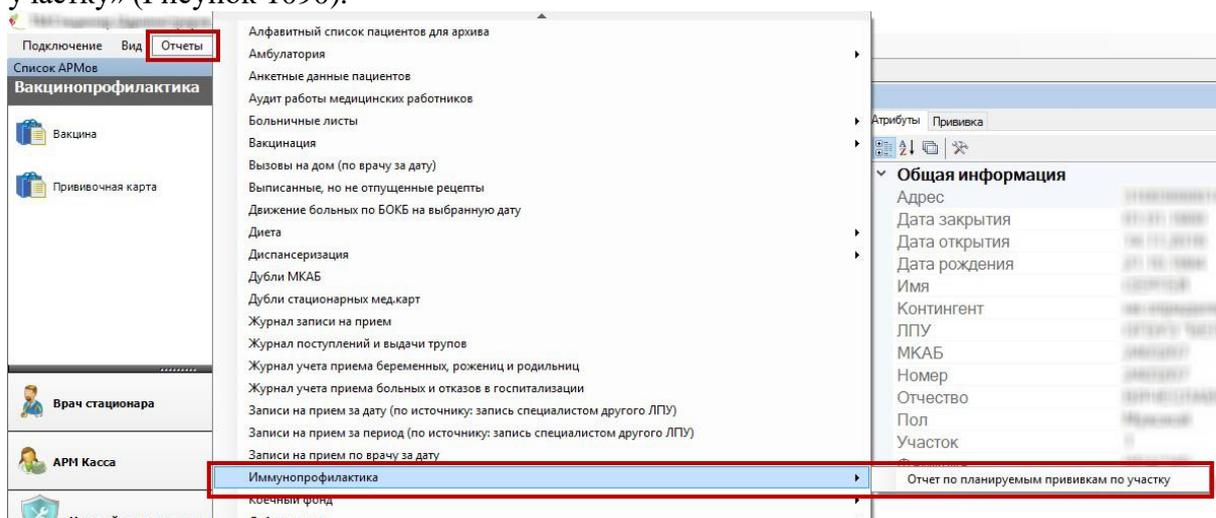 участку» (Рисунок 1090).
Подключение Вид Отчеты
Список АРМов
Вакцинопрофилактика
Вакцина
Прививочная карта
Врач стационара
АРМ Касса
Алфавитный список пациентов для архива
Амбулатория
Анкетные данные пациентов
Аудит работы медицинских работников
Больничные листы
Вакцинация
Вызовы на дом (по врачу за дату)
Выписанные, но не отпущенные рецепты
Движение больных по БОКБ на выбранную дату
Диета
Диспансеризация
Дубли МКАБ
Дубли стационарных мед.карт
Журнал записи на прием
Журнал поступлений и выдачи трупов
Журнал учета приема беременных, рожениц и родильниц
Журнал учета приема больных и отказов в госпитализации
Записи на прием за дату (по источнику: запись специалистом другого ЛПУ)
Записи на прием за период (по источнику: запись специалистом другого ЛПУ)
Записи на прием по врачу за дату
Иммунопрофилактика
Коечный фонд
Атрибуты Прививка
Общая информация
Адрес
Дата закрытия
Дата открытия
Дата рождения
Имя
Контингент
ЛПУ
МКАБ
Номер
Отчество
Пол
Участок
Отчет по планируемым прививкам по участку